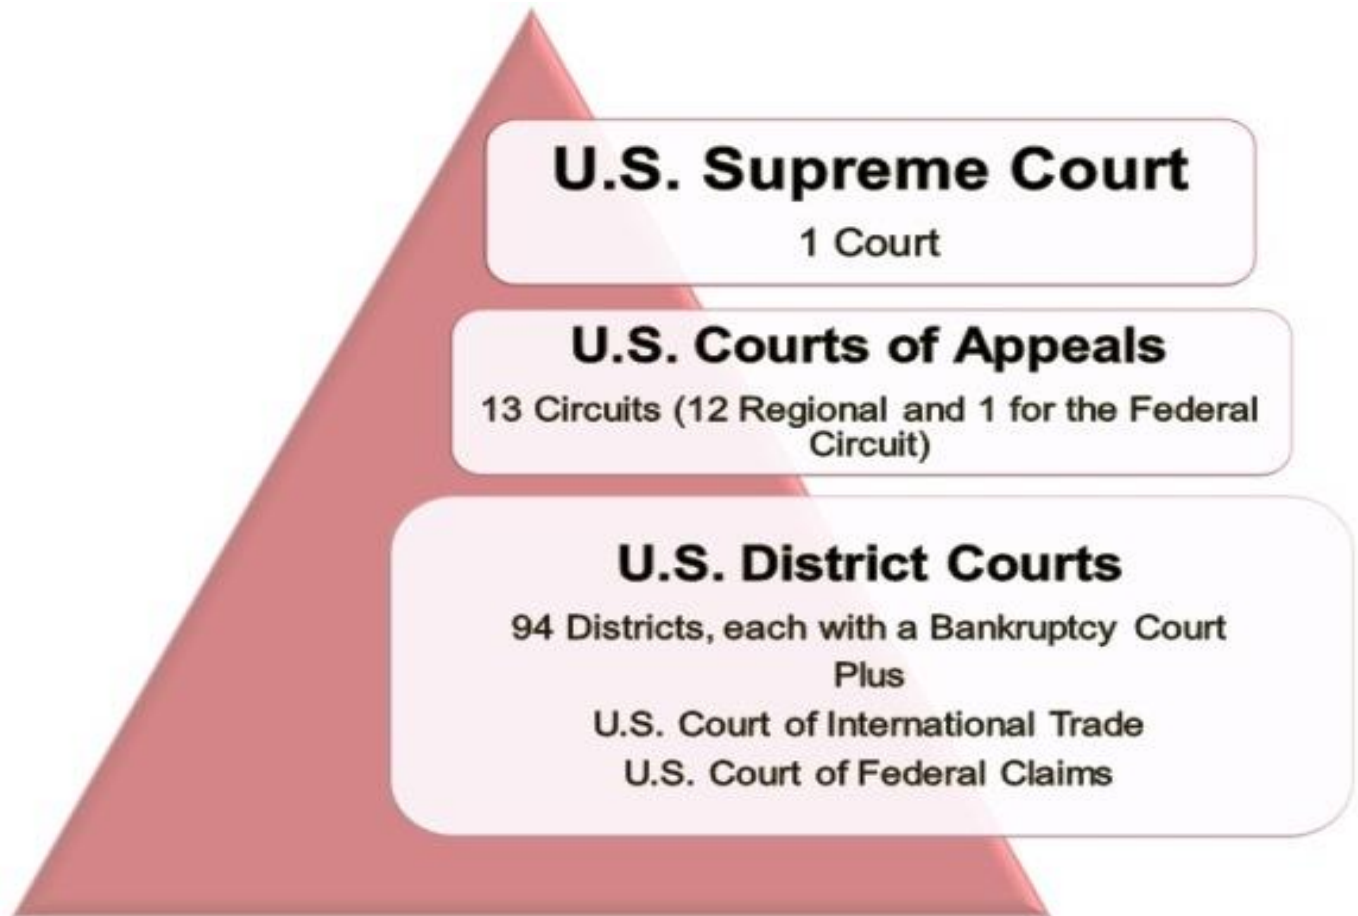 U.S. Supreme Court
1 Court
U.S. Courts of Appeals
13 Circuits (12 Regional and 1 for the Federal
Circuit)
U.S. District Courts
94 Districts, each with a Bankruptcy Court
Plus
U.S. Court of International Trade
U.S. Court of Federal Claims